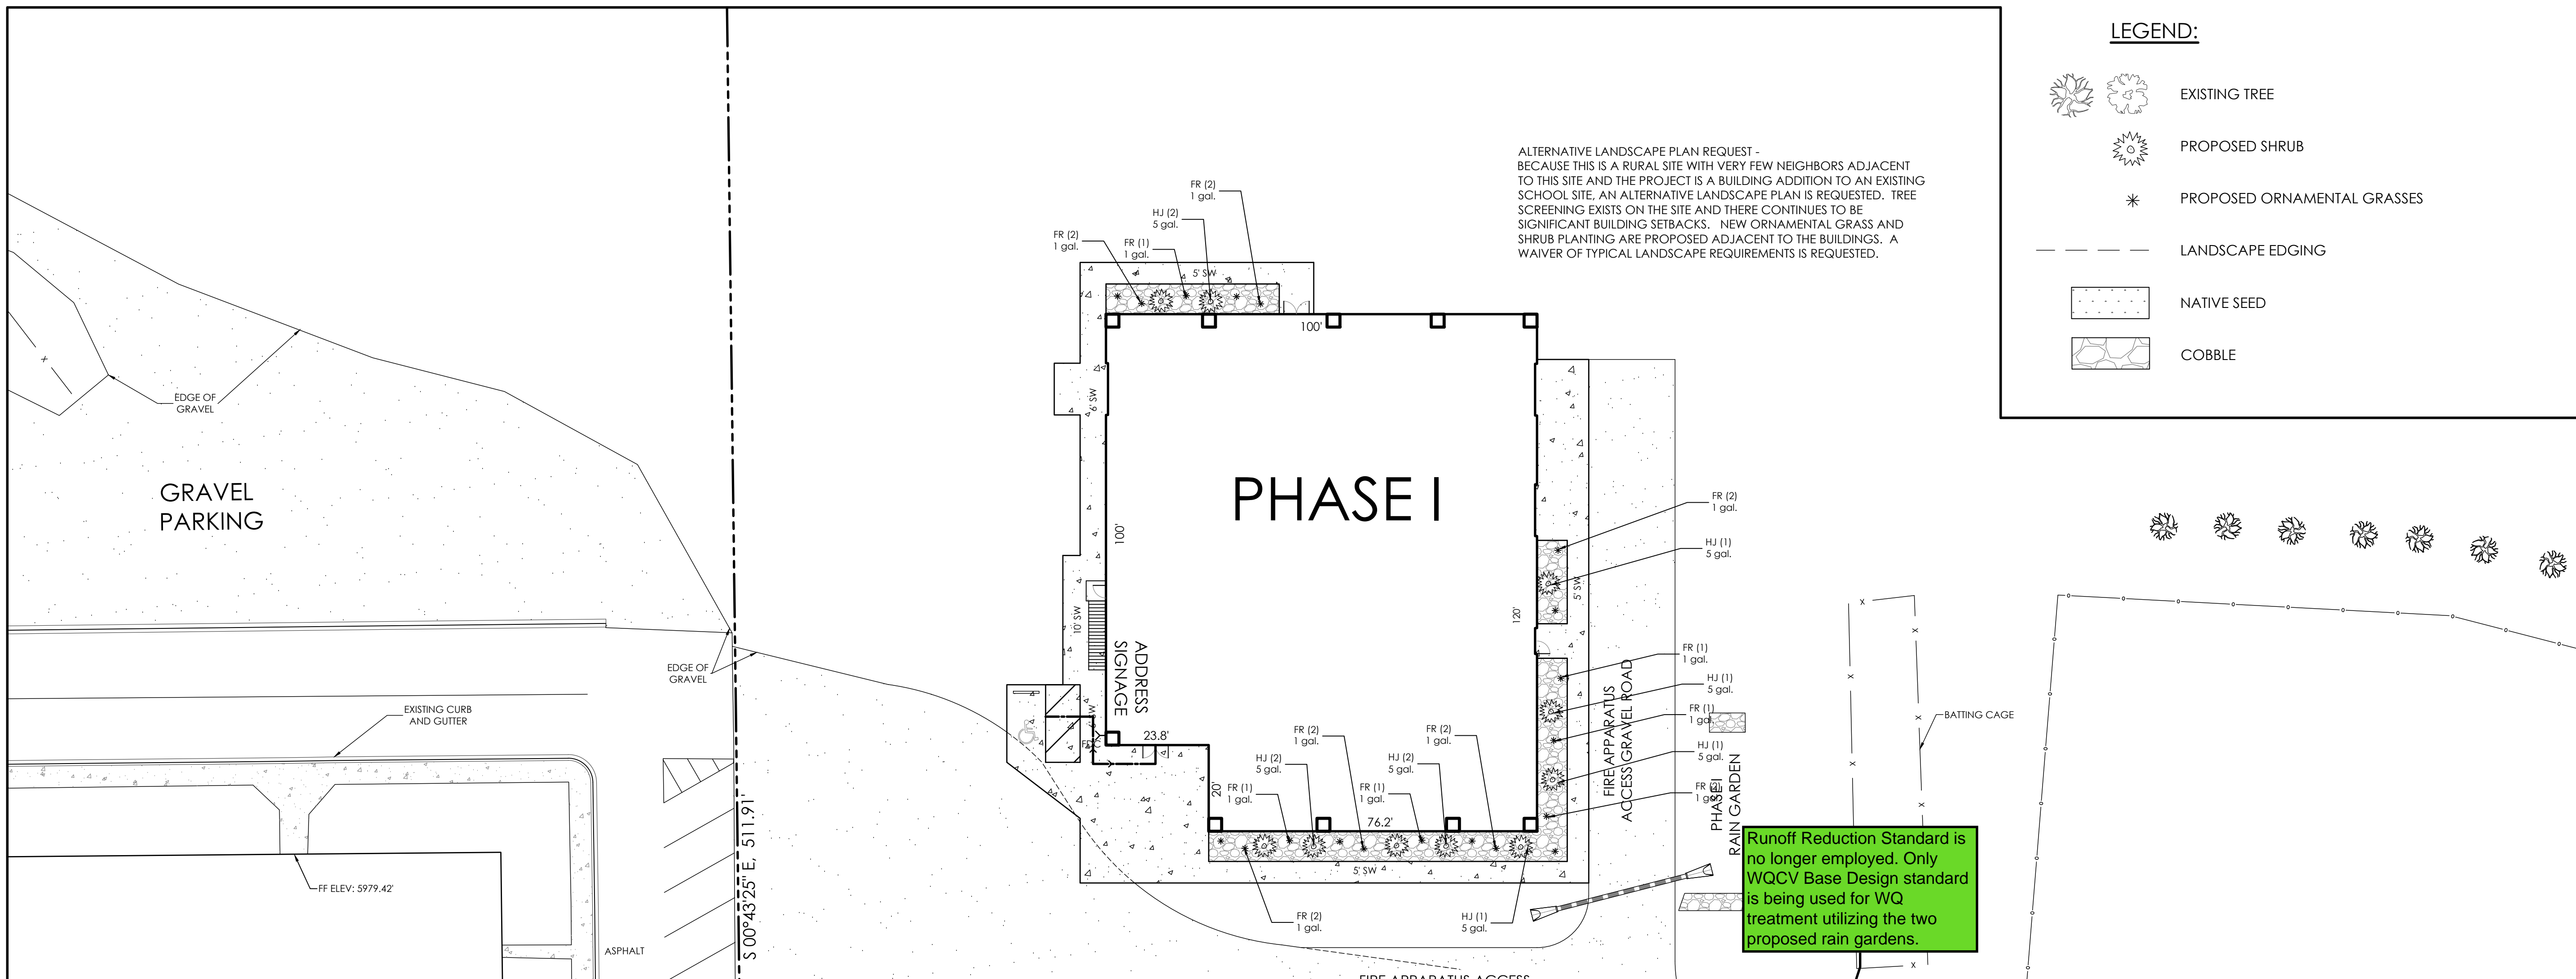 LEGEND:
EXISTING TREE
PROPOSED SHRUB
PROPOSED ORNAMENTAL GRASSES
LANDSCAPE EDGING
NATIVE SEED
COBBLE
ALTERNATIVE LANDSCAPE PLAN REQUEST -
BECAUSE THIS IS A RURAL SITE WITH VERY FEW NEIGHBORS ADJACENT
TO THIS SITE AND THE PROJECT IS A BUILDING ADDITION TO AN EXISTING
SCHOOL SITE, AN ALTERNATIVE LANDSCAPE PLAN IS REQUESTED. TREE
SCREENING EXISTS ON THE SITE AND THERE CONTINUES TO BE
SIGNIFICANT BUILDING SETBACKS. NEW ORNAMENTAL GRASS AND
SHRUB PLANTING ARE PROPOSED ADJACENT TO THE BUILDINGS. A
WAIVER OF TYPICAL LANDSCAPE REQUIREMENTS IS REQUESTED.
FR (2)
1 gal.
HJ (2)
5 gal.
FR (2)
1 gal.
FR (1)
1 gal.
5' SW
100'
6' SW
EDGE OF
GRAVEL
GRAVEL
PARKING
PHASE I
100'
120'
10' SW
5' SW
FR (2)
1 gal.
HJ (1)
5 gal.
FR (1)
1 gal.
HJ (1)
5 gal.
FR (1)
1 gal.
HJ (1)
5 gal.
FR
1 gal.
ADDRESS
SIGNAGE
EDGE OF
GRAVEL
EXISTING CURB
AND GUTTER
SW
FDC
23.8'
20'
FR (2)
1 gal.
FR (2)
1 gal.
HJ (2)
5 gal.
HJ (2)
5 gal.
FR (1)
1 gal.
FR (1)
1 gal.
76.2'
5' SW
FR (2)
1 gal.
HJ (1)
5 gal.
FIRE APPARATUS
ACCESS GRAVEL ROAD
PHASE I
RAIN GARDEN
BATTING CAGE
Runoff Reduction Standard is
no longer employed. Only
WQCV Base Design standard
is being used for WQ
treatment utilizing the two
proposed rain gardens.
FF ELEV: 5979.42'
ASPHALT
S 00°43'25" E, 511.91'
FIRE APPARATUS ACCESS